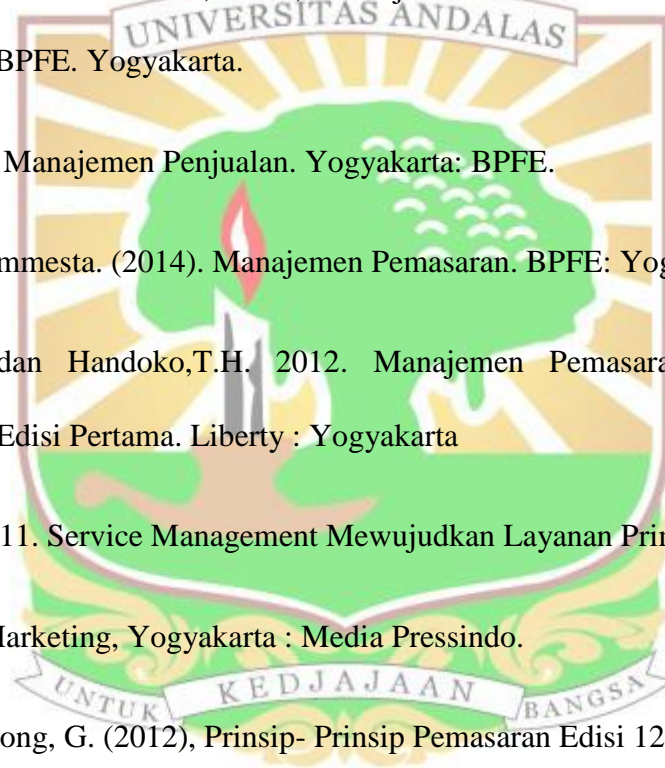 UNIVERSITAS ANDALAS
BPFE. Yogyakarta.
Manajemen Penjualan. Yogyakarta: BPFE.
mmesta. (2014). Manajemen Pemasaran. BPFE: Yog
dan Handoko,T.H. 2012. Manajemen Pemasara
Edisi Pertama. Liberty : Yogyakarta
11. Service Management Mewujudkan Layanan Prin
Marketing, Yogyakarta : Media Pressindo.
UNTUK KEDJAJAAN BANGSA
ong, G. (2012), Prinsip- Prinsip Pemasaran Edisi 12